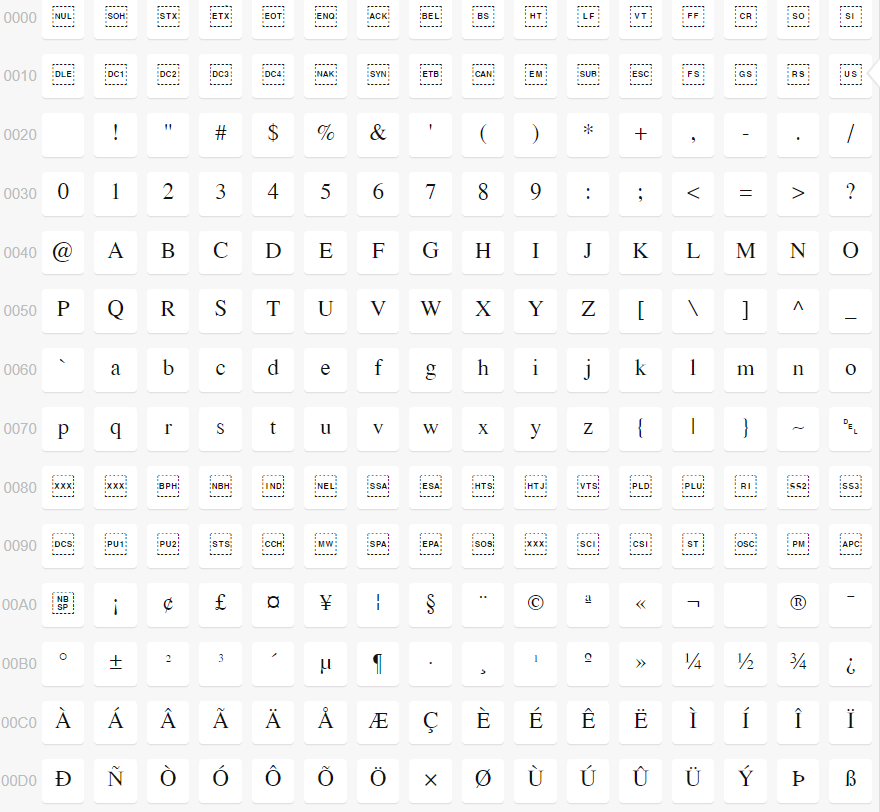 0000 NUL SOH STX ETX EOT ENQ ACK BEL BS HT LF VT FF CR SO SI
0010 DLE DC1 DC2 DC3 DC4 NAK SYN ETB CAN EM SUB ESC FS GS RS US
0020 ! " # $ % & ' ( ) * + , - . /
0030 0 1 2 3 4 5 6 7 8 9 : ; < = > ?
0040 @ A B C D E F G H I J K L M N O
0050 P Q R S T U V W X Y Z [ \ ] ^ _
0060 ` a b c d e f g h i j k l m n o
0070 p q r s t u v w x y z { | } ~ DEL
0080 XXX XXX BPH NBH IND NEL SSA ESA HTS HTJ VTS PLD PLU RI SS2 SS3
0090 DCS PU1 PU2 STS CCH MW SPA EPA SOS XXX SCI CSI ST OSC PM APC
00A0 NBSP ¡ ¢ £ ¤ ¥ ¦ § ¨ © ª « ¬ ® ¯
00B0 ° ± ² ³ ´ µ ¶ · ¸ ¹ º » ¼ ½ ¾ ¿
00C0 À Á Â Ã Ä Å Æ Ç È É Ê Ë Ì Í Î Ï
00D0 Ð Ñ Ò Ó Ô Õ Ö × Ø Ù Ú Û Ü Ý Þ ß